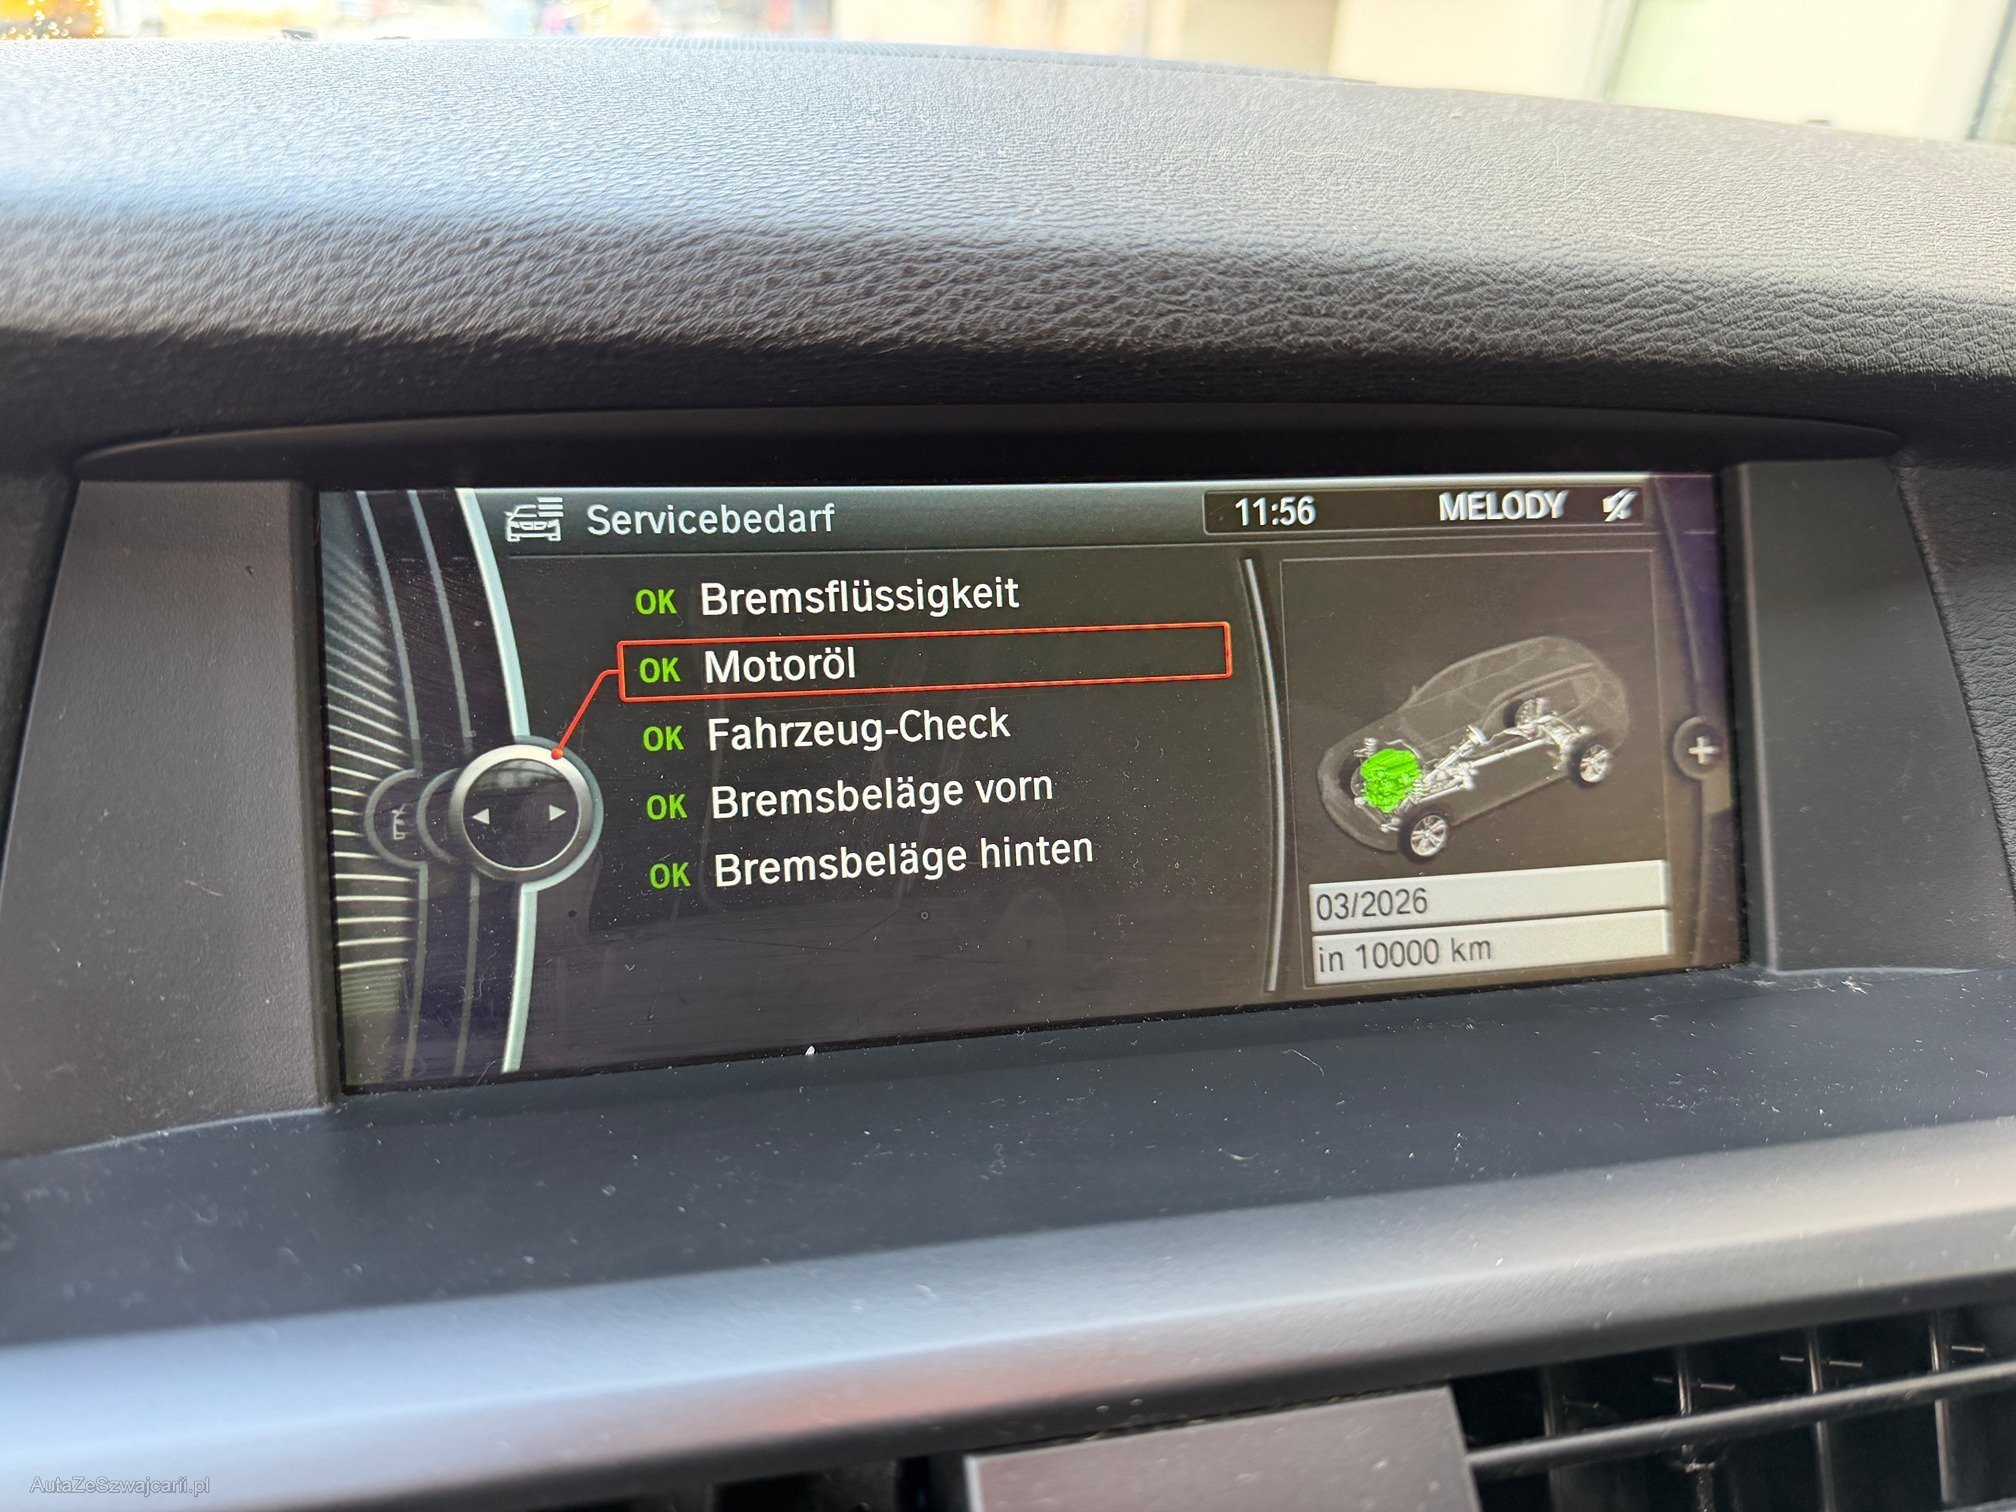 Servicebedarf
11:56
MELODY
OK Bremsflüssigkeit
OK Motoröl
OK Fahrzeug-Check
OK Bremsbeläge vorn
OK Bremsbeläge hinten
03/2026
in 10000 km
AutaZeSzwajcarii.pl